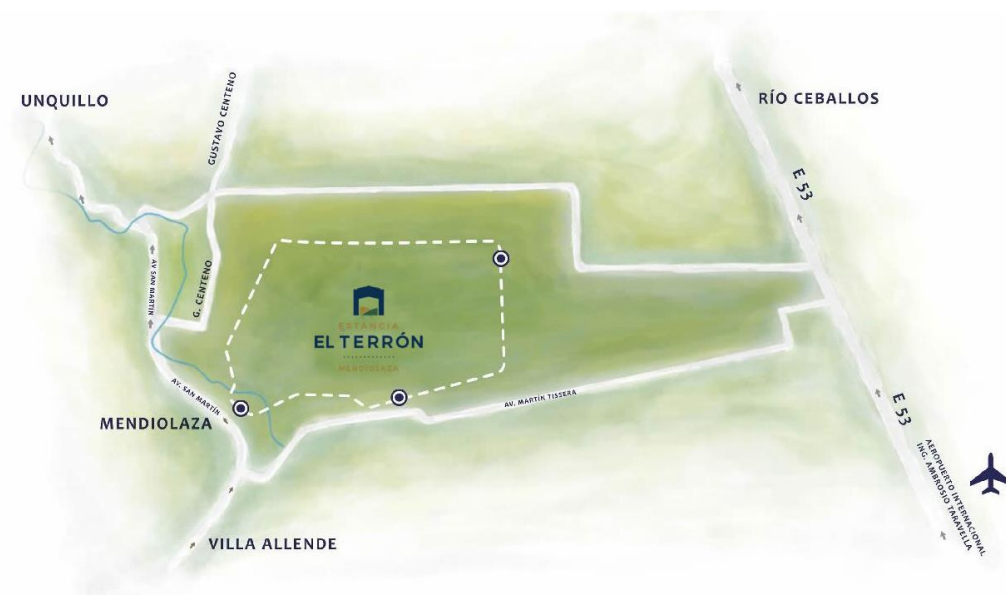 UNQUILLO
GUSTAVO CENTENO
RÍO CEBALLOS
E 53
AV SAN MARTÍN
G. CENTENO
ESTANCIA
EL TERRÓN
MENDIOLAZA
AV. SAN MARTÍN
MENDIOLAZA
AV. MARTÍN TISSERA
E 53
AEROPUERTO INTERNACIONAL
ING. AMBROSIO TARAVELLA
VILLA ALLENDE